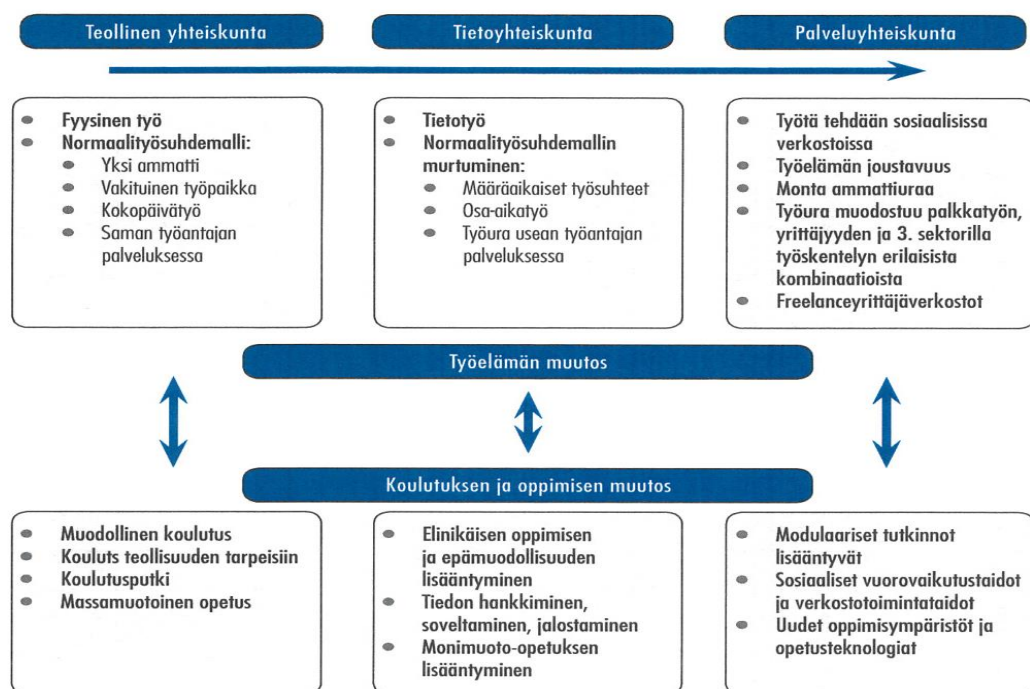 Teollinen yhteiskunta
Tietoyhteiskunta
Palveluyhteiskunta
Fyysinen työ
Normaalityösuhdemalli:
Yksi ammatti
Vakituinen työpaikka
Kokopäivätyö
Saman työantajan
palveluksessa
Tietotyö
Normaalityösuhdemallin
murtuminen:
Määräaikaiset työsuhteet
Osa-aikatyö
Työura usean työantajan
palveluksessa
Työtä tehdään sosiaalisissa
verkostoissa
Työelämän joustavuus
Monta ammattiuraa
Työura muodostuu palkkatyön,
yrittäjyyden ja 3. sektorilla
työskentelyn erilaisista
kombinaatioista
Freelanceyrittäjäverkostot
Työelämän muutos
Koulutuksen ja oppimisen muutos
Muodollinen koulutus
Kouluts teollisuuden tarpeisiin
Koulutusputki
Massamuotoinen opetus
Elinikäisen oppimisen
ja epämuodollisuuden
lisääntyminen
Tiedon hankkiminen,
soveltaminen, jalostaminen
Monimuoto-opetuksen
lisääntyminen
Modulaariset tutkinnot
lisääntyvät
Sosiaaliset vuorovaikutustaidot
ja verkostotoimintataidot
Uudet oppimisympäristöt ja
opetusteknologiat